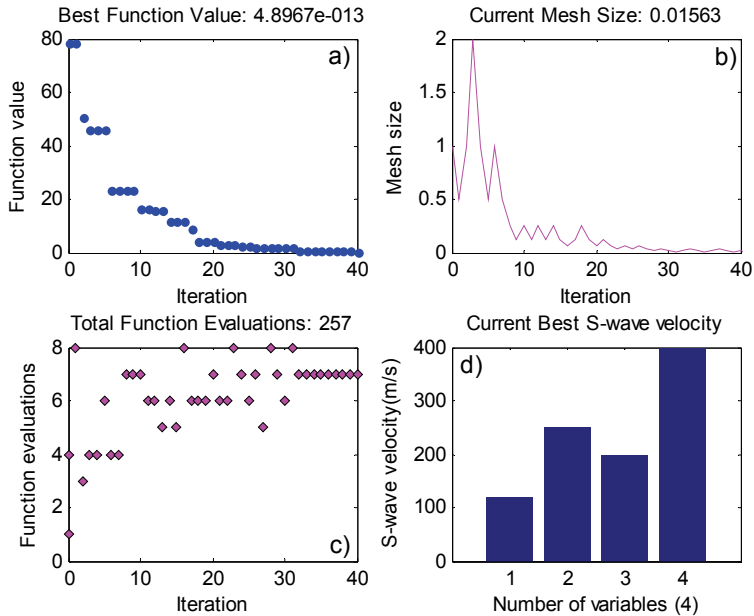 Best Function Value: 4.8967e-013
80
60
40
20
0
Function value
a)
0 10 20 30 40
Iteration
Current Mesh Size: 0.01563
2
1.5
1
0.5
0
Mesh size
b)
0 10 20 30 40
Iteration
Total Function Evaluations: 257
8
6
4
2
0
Function evaluations
c)
0 10 20 30 40
Iteration
Current Best S-wave velocity
400
300
200
100
0
S-wave velocity(m/s)
d)
1 2 3 4
Number of variables (4)